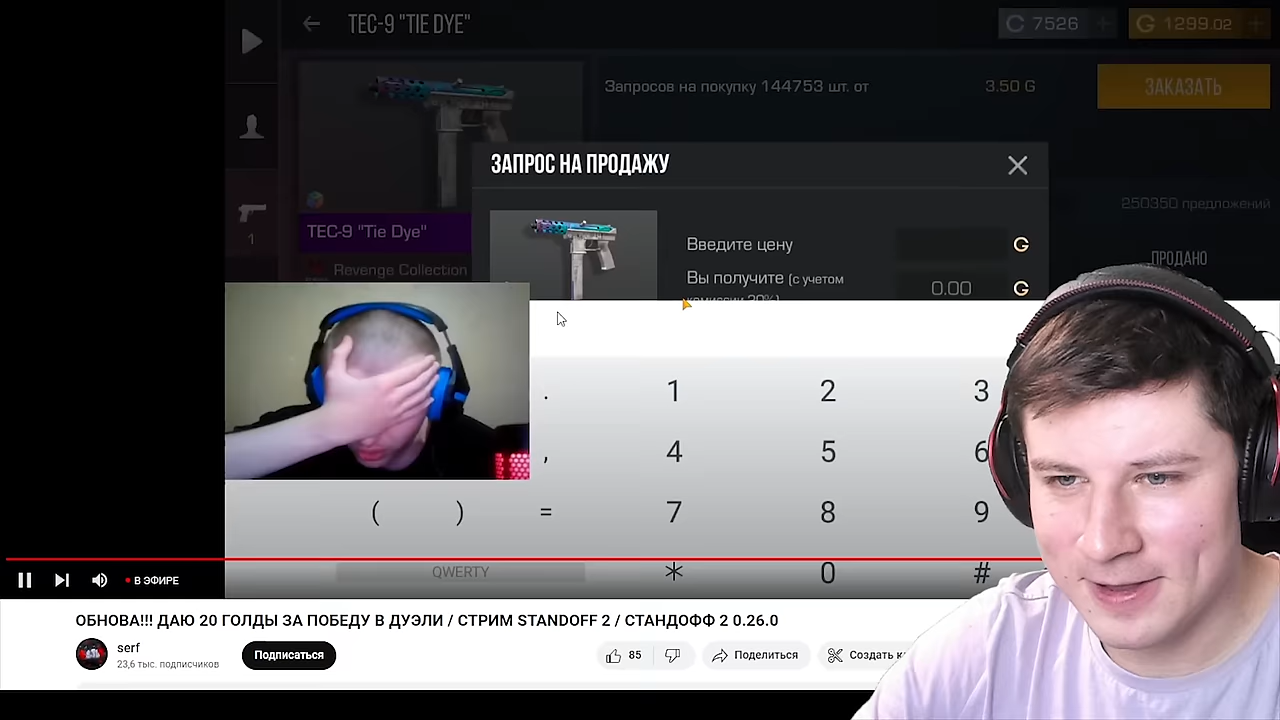 TEC-9 "TIE DYE"
7526
1299.02
Запросов на покупку 144753 шт. от
3.50 G
ЗАКАЗАТЬ
ЗАПРОС НА ПРОДАЖУ
250350 предложений
TEC-9 "Tie Dye"
1
Введите цену
G
ПРОДАНО
Revenge Collection
Вы получите (с учетом
комиссии 20%)
0.00
G
. 1 2 3
, 4 5 6
( ) = 7 8 9
QWERTY * 0 #
В ЭФИРЕ
ОБНОВА!!! ДАЮ 20 ГОЛДЫ ЗА ПОБЕДУ В ДУЭЛИ / СТРИМ STANDOFF 2 / СТАНДОФФ 2 0.26.0
serf
23,6 тыс. подписчиков
Подписаться
85
Поделиться
Создать